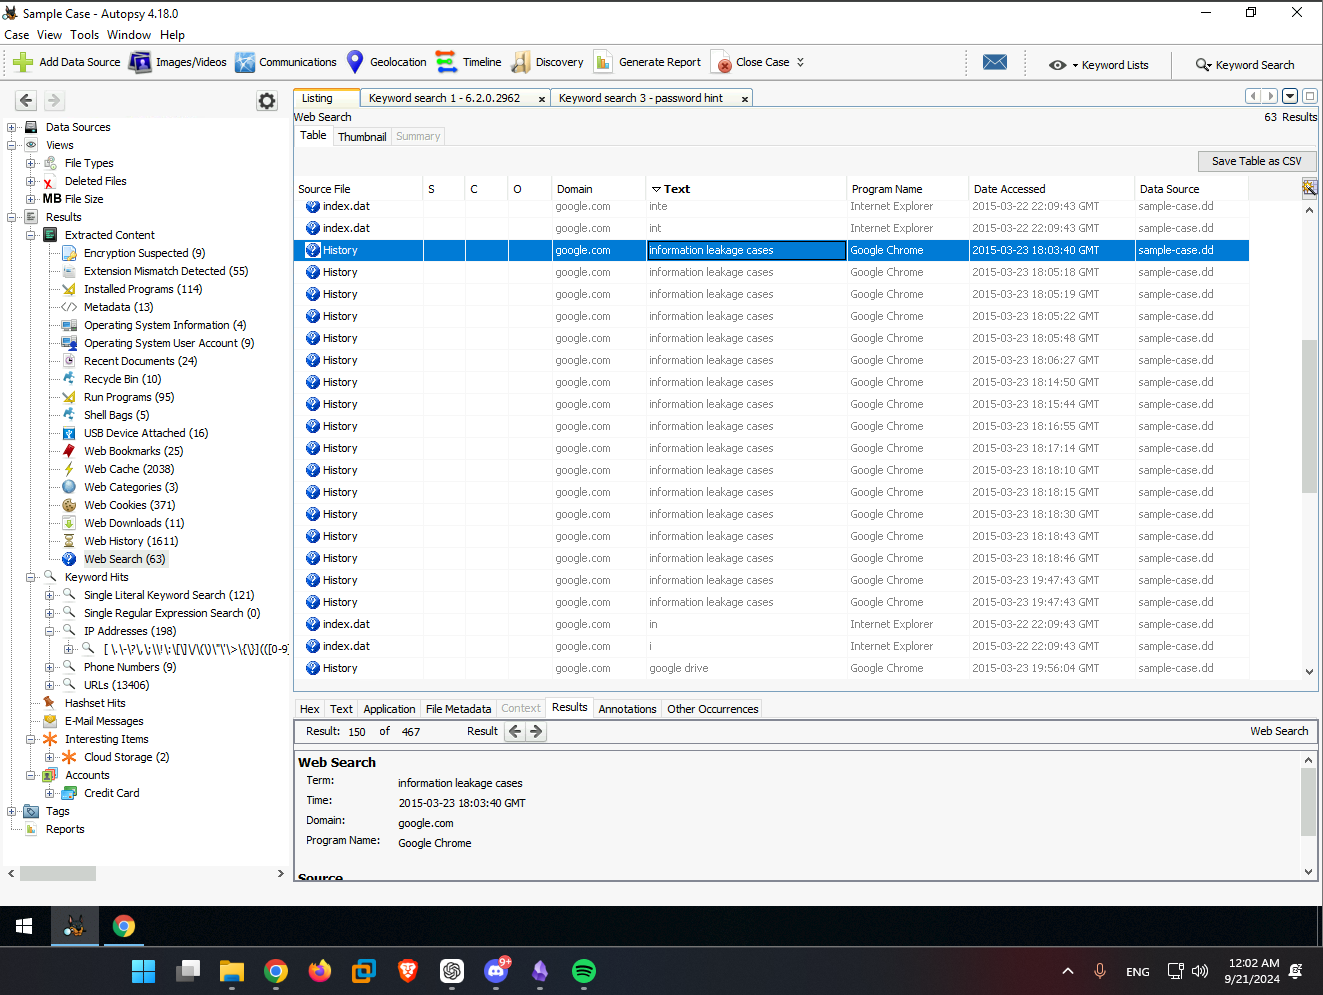 Sample Case - Autopsy 4.18.0
Case View Tools Window Help
Add Data Source Images/Videos Communications Geolocation Timeline Discovery Generate Report Close Case Keyword Lists Keyword Search
Listing Keyword search 1 - 6.2.0.2962 x Keyword search 3 - password hint x
Web Search 63 Results
Table Thumbnail Summary
Save Table as CSV
Source File S C O Domain Text Program Name Date Accessed Data Source
index.dat google.com inte Internet Explorer 2015-03-22 22:09:43 GMT sample-case.dd
index.dat google.com int Internet Explorer 2015-03-22 22:09:43 GMT sample-case.dd
History google.com information leakage cases Google Chrome 2015-03-23 18:03:40 GMT sample-case.dd
History google.com information leakage cases Google Chrome 2015-03-23 18:05:18 GMT sample-case.dd
History google.com information leakage cases Google Chrome 2015-03-23 18:05:19 GMT sample-case.dd
History google.com information leakage cases Google Chrome 2015-03-23 18:05:22 GMT sample-case.dd
History google.com information leakage cases Google Chrome 2015-03-23 18:05:48 GMT sample-case.dd
History google.com information leakage cases Google Chrome 2015-03-23 18:06:27 GMT sample-case.dd
History google.com information leakage cases Google Chrome 2015-03-23 18:14:50 GMT sample-case.dd
History google.com information leakage cases Google Chrome 2015-03-23 18:15:44 GMT sample-case.dd
History google.com information leakage cases Google Chrome 2015-03-23 18:16:55 GMT sample-case.dd
History google.com information leakage cases Google Chrome 2015-03-23 18:17:14 GMT sample-case.dd
History google.com information leakage cases Google Chrome 2015-03-23 18:18:10 GMT sample-case.dd
History google.com information leakage cases Google Chrome 2015-03-23 18:18:15 GMT sample-case.dd
History google.com information leakage cases Google Chrome 2015-03-23 18:18:30 GMT sample-case.dd
History google.com information leakage cases Google Chrome 2015-03-23 18:18:43 GMT sample-case.dd
History google.com information leakage cases Google Chrome 2015-03-23 18:18:46 GMT sample-case.dd
History google.com information leakage cases Google Chrome 2015-03-23 19:47:43 GMT sample-case.dd
History google.com information leakage cases Google Chrome 2015-03-23 19:47:43 GMT sample-case.dd
index.dat google.com in Internet Explorer 2015-03-22 22:09:43 GMT sample-case.dd
index.dat google.com i Internet Explorer 2015-03-22 22:09:43 GMT sample-case.dd
History google.com google drive Google Chrome 2015-03-23 19:56:04 GMT sample-case.dd
Data Sources
Views
File Types
Deleted Files
MB File Size
Results
Extracted Content
Encryption Suspected (9)
Extension Mismatch Detected (55)
Installed Programs (114)
Metadata (13)
Operating System Information (4)
Operating System User Account (9)
Recent Documents (24)
Recycle Bin (10)
Run Programs (95)
Shell Bags (5)
USB Device Attached (16)
Web Bookmarks (25)
Web Cache (2038)
Web Categories (3)
Web Cookies (371)
Web Downloads (11)
Web History (1611)
Web Search (63)
Keyword Hits
Single Literal Keyword Search (121)
Single Regular Expression Search (0)
IP Addresses (198)
Phone Numbers (9)
URLs (13406)
Hashset Hits
E-Mail Messages
Interesting Items
Cloud Storage (2)
Accounts
Credit Card
Tags
Reports
Hex Text Application File Metadata Context Results Annotations Other Occurrences
Result: 150 of 467 Result Web Search
Web Search
Term: information leakage cases
Time: 2015-03-23 18:03:40 GMT
Domain: google.com
Program Name: Google Chrome
Source
9+
ENG
12:02 AM
9/21/2024